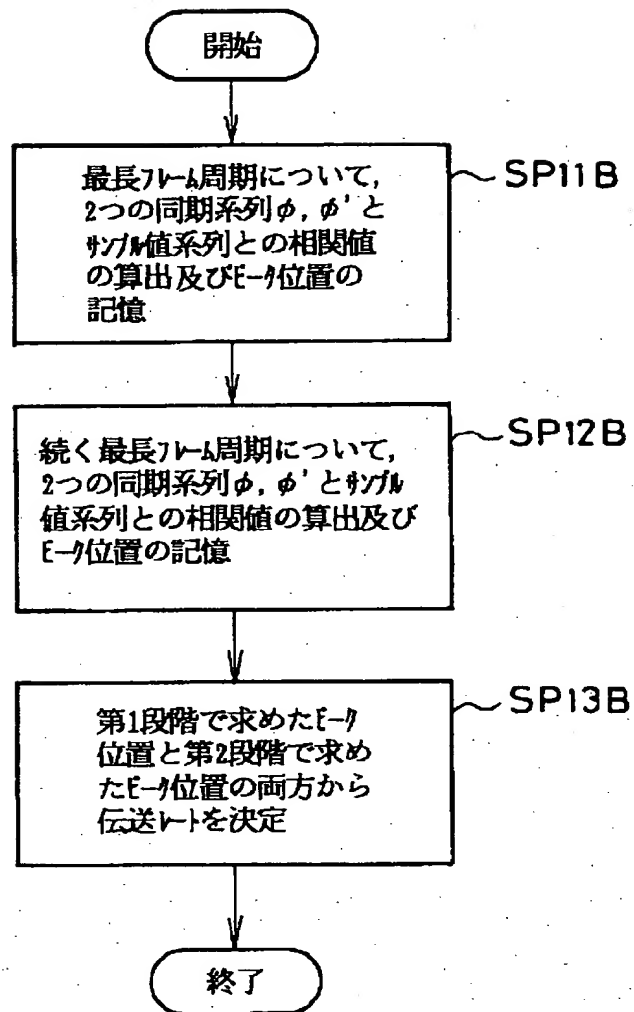 開始
最長フレーム周期について,
2つの同期系列φ, φ'と
サンプル値系列との相関値
の算出及びピーク位置の
記憶
SP11B
続く最長フレーム周期について,
2つの同期系列φ, φ'とサンプル
値系列との相関値の算出及び
ピーク位置の記憶
SP12B
第1段階で求めたピーク
位置と第2段階で求め
たピーク位置の両方から
伝送レートを決定
SP13B
終了